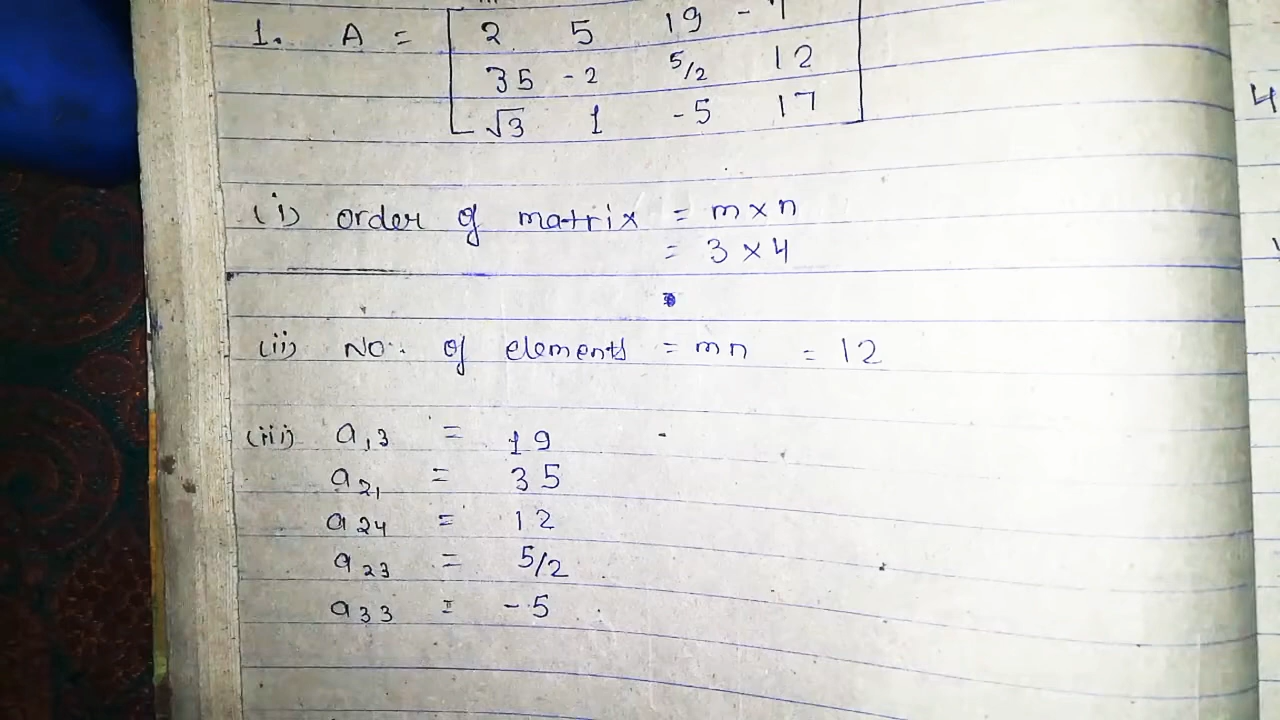 1. A = [ 2 5 19 -
35 -2 5/2 12
√3 1 -5 17 ]
(i) order of matrix = m×n
= 3×4
(ii) No. of elements = mn = 12
(iii) a13 = 19
a21 = 35
a24 = 12
a23 = 5/2
a33 = -5
4